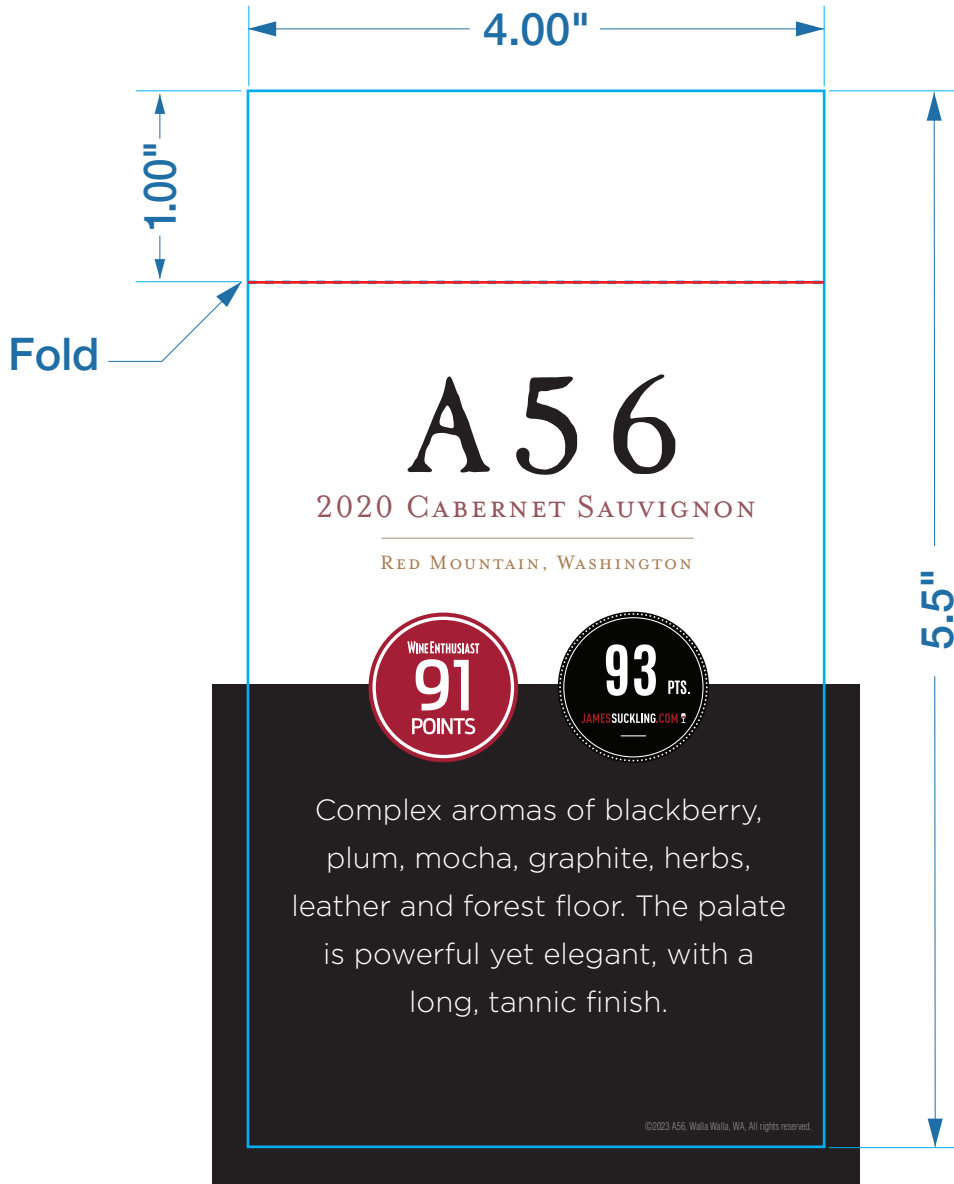 4.00"
1.00"
Fold
A56
2020 Cabernet Sauvignon
Red Mountain, Washington
5.5"
WineEnthusiast
91
POINTS
93 PTS.
JAMESSUCKLING.COM
Complex aromas of blackberry,
plum, mocha, graphite, herbs,
leather and forest floor. The palate
is powerful yet elegant, with a
long, tannic finish.
©2023 A56, Walla Walla, WA, All rights reserved.